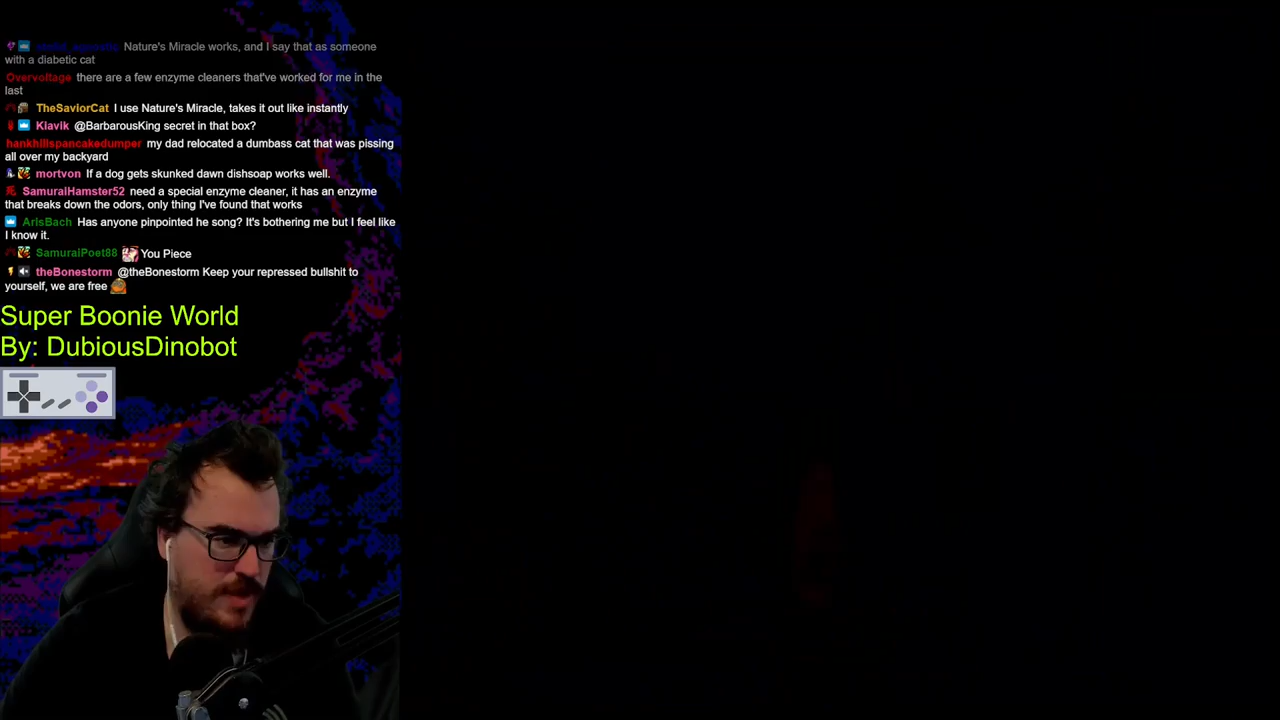 Nature's Miracle works, and I say that as someone
with a diabetic cat
Overvoltage there are a few enzyme cleaners that've worked for me in the
last
TheSaviorCat I use Nature's Miracle, takes it out like instantly
Klavik @BarbarousKing secret in that box?
hankhillspancakedumper my dad relocated a dumbass cat that was pissing
all over my backyard
mortvon If a dog gets skunked dawn dishsoap works well.
SamuraiHamster52 need a special enzyme cleaner, it has an enzyme
that breaks down the odors, only thing I've found that works
ArisBach Has anyone pinpointed he song? It's bothering me but I feel like
I know it.
SamuraiPoet88 You Piece
theBonestorm @theBonestorm Keep your repressed bullshit to
yourself, we are free
Super Boonie World
By: DubiousDinobot